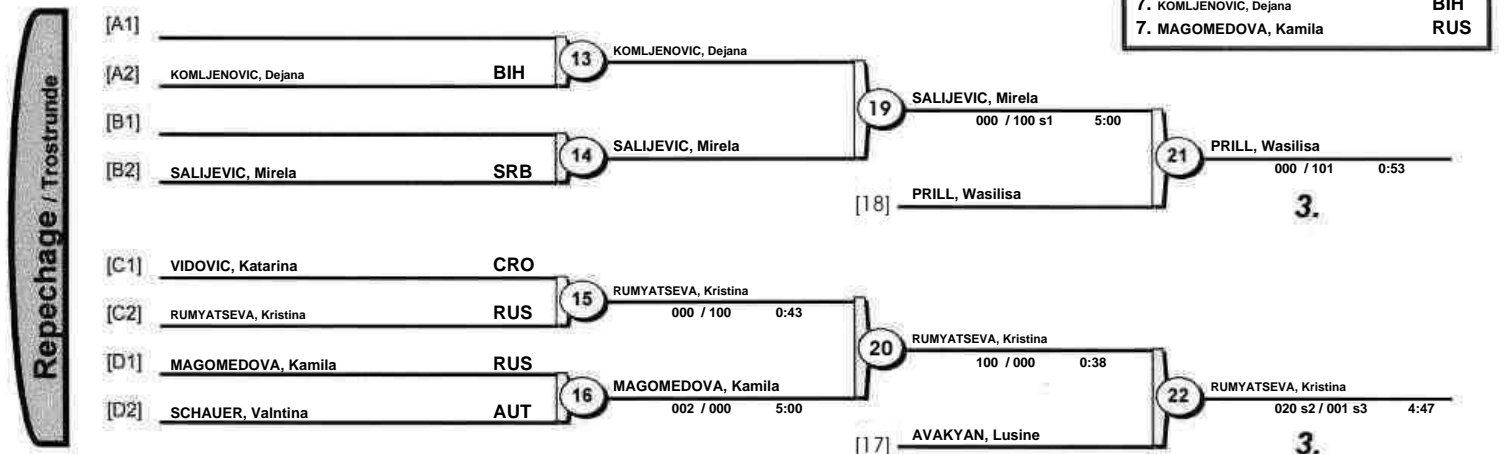 7. KOMLJENOVIC, Dejana BIH
7. MAGOMEDOVA, Kamila RUS
Repechage / Trostrunde
[A1]
[A2] KOMLJENOVIC, Dejana BIH
13 KOMLJENOVIC, Dejana
[B1]
[B2] SALIJEVIC, Mirela SRB
14 SALIJEVIC, Mirela
19 SALIJEVIC, Mirela
000 / 100 s1 5:00
[18] PRILL, Wasilisa
21 PRILL, Wasilisa
000 / 101 0:53
3.
[C1] VIDOVIC, Katarina CRO
[C2] RUMYATSEVA, Kristina RUS
15 RUMYATSEVA, Kristina
000 / 100 0:43
[D1] MAGOMEDOVA, Kamila RUS
[D2] SCHAUER, Valntina AUT
16 MAGOMEDOVA, Kamila
002 / 000 5:00
20 RUMYATSEVA, Kristina
100 / 000 0:38
[17] AVAKYAN, Lusine
22 RUMYATSEVA, Kristina
020 s2 / 001 s3 4:47
3.